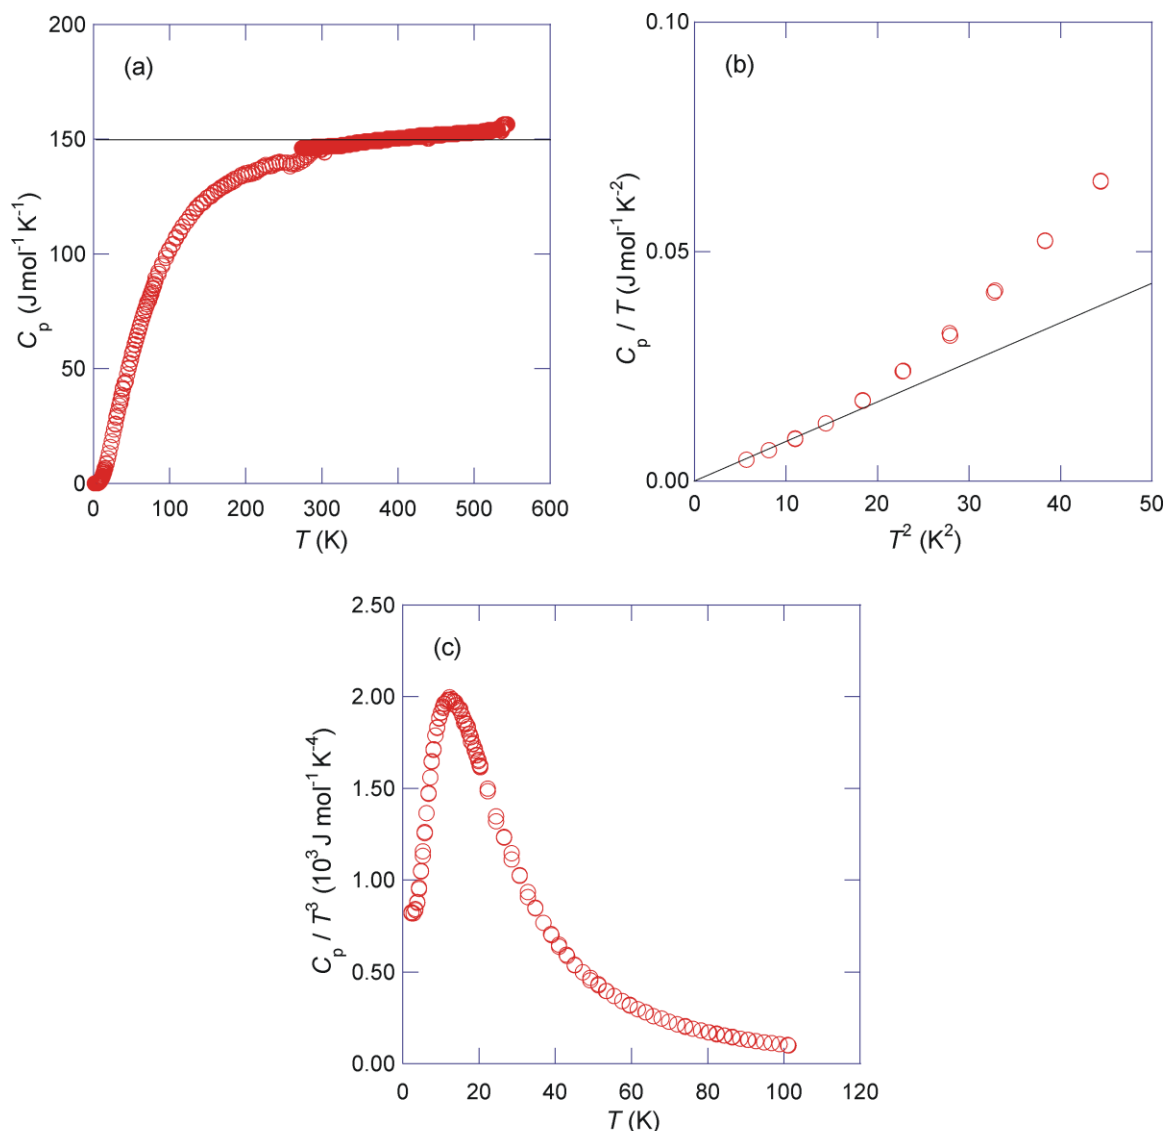 (a)
200
150
100
50
0
C_p (J mol^-1 K^-1)
0 100 200 300 400 500 600
T (K)
(b)
0.10
0.05
0.00
C_p / T (J mol^-1 K^-2)
0 10 20 30 40 50
T^2 (K^2)
(c)
2.50
2.00
1.50
1.00
0.50
0.00
C_p / T^3 (10^3 J mol^-1 K^-4)
0 20 40 60 80 100 120
T (K)